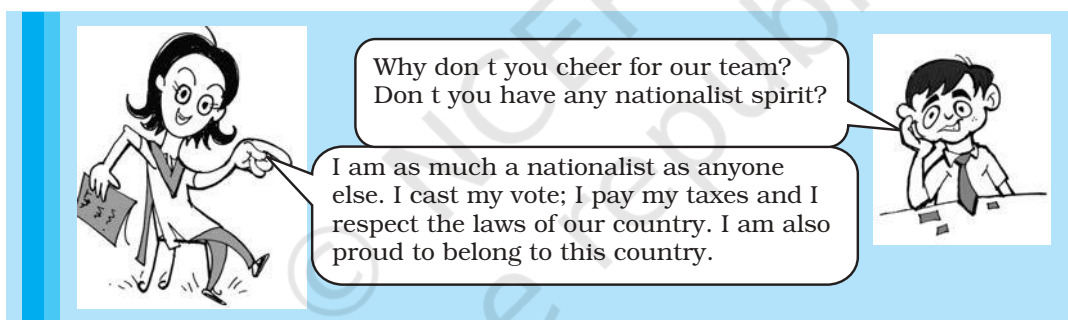 Why don t you cheer for our team?
Don t you have any nationalist spirit?
I am as much a nationalist as anyone
else. I cast my vote; I pay my taxes and I
respect the laws of our country. I am also
proud to belong to this country.